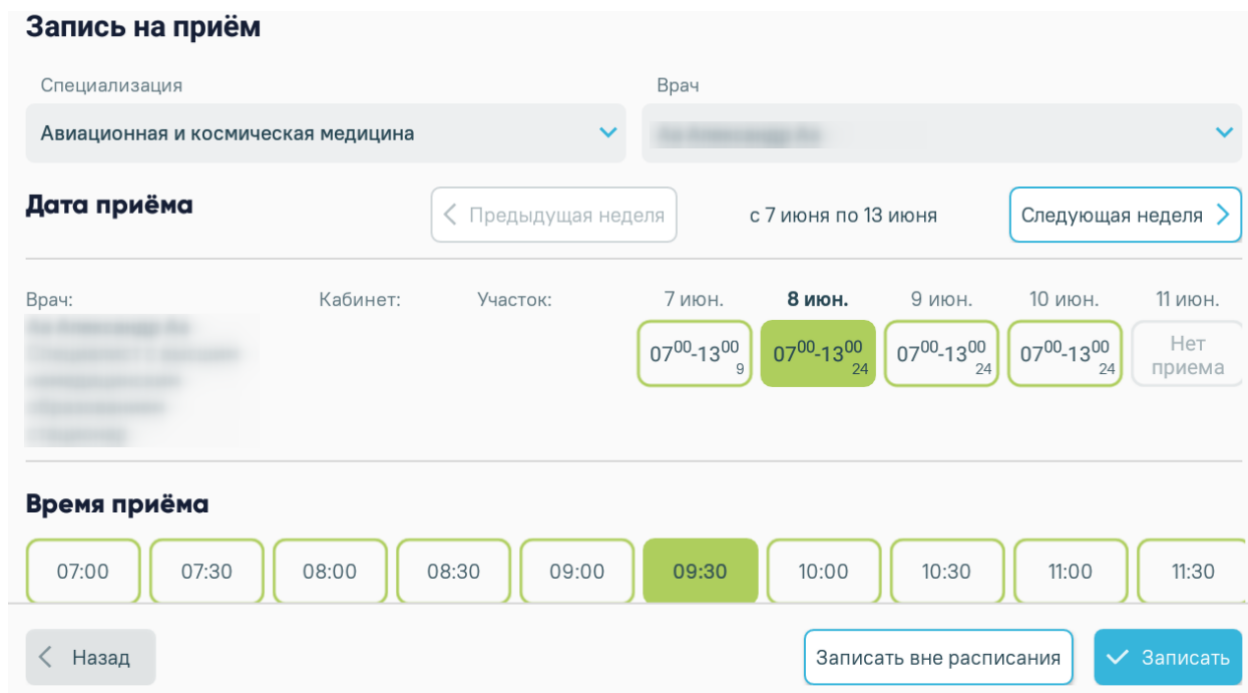 Запись на приём
Специализация Врач
Авиационная и космическая медицина
Дата приёма Предыдущая неделя с 7 июня по 13 июня Следующая неделя
Врач: Кабинет: Участок: 7 июн. 8 июн. 9 июн. 10 июн. 11 июн.
07⁰⁰-13⁰⁰ 07⁰⁰-13⁰⁰ 07⁰⁰-13⁰⁰ 07⁰⁰-13⁰⁰ Нет
9 24 24 24 приема
Время приёма
07:00 07:30 08:00 08:30 09:00 09:30 10:00 10:30 11:00 11:30
Назад Записать вне расписания Записать